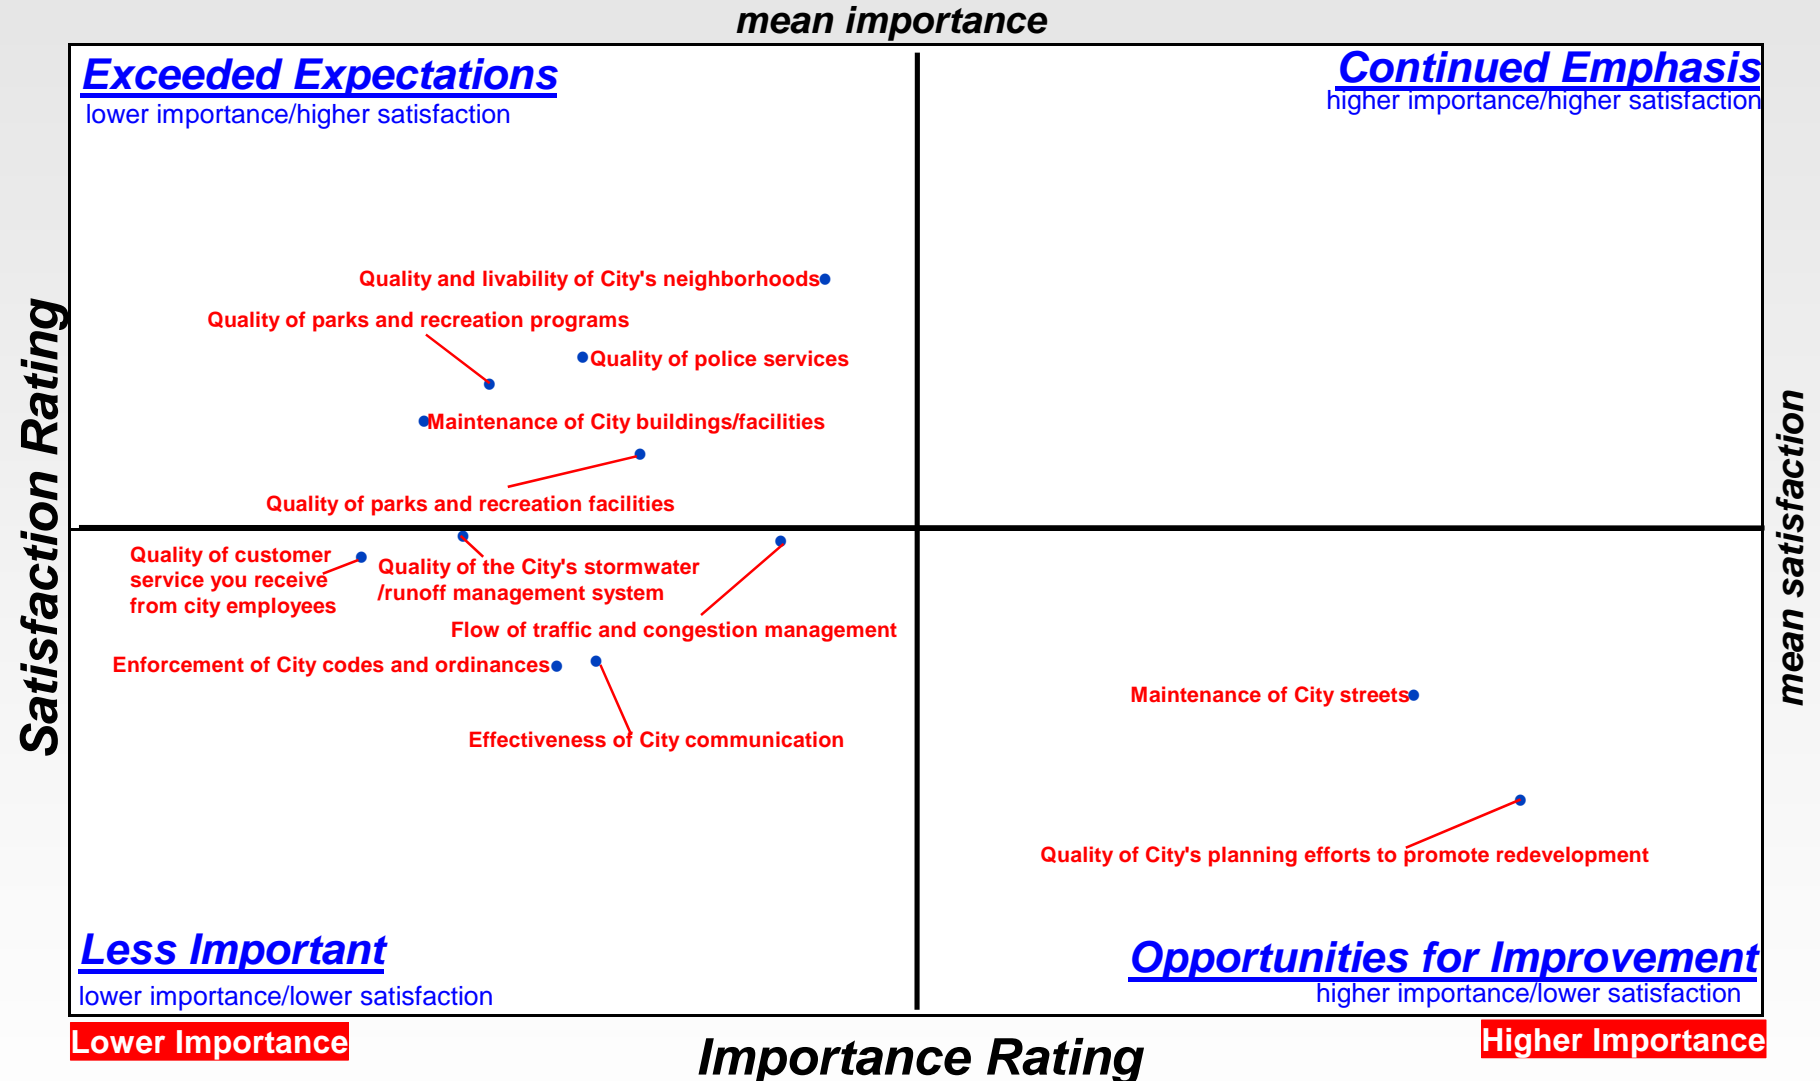 mean importance
Exceeded Expectations
lower importance/higher satisfaction
Continued Emphasis
higher importance/higher satisfaction
Quality and livability of City's neighborhoods
Quality of parks and recreation programs
Quality of police services
Maintenance of City buildings/facilities
Quality of parks and recreation facilities
Satisfaction Rating
mean satisfaction
Quality of customer
service you receive
from city employees
Quality of the City's stormwater
/runoff management system
Flow of traffic and congestion management
Enforcement of City codes and ordinances
Effectiveness of City communication
Maintenance of City streets
Quality of City's planning efforts to promote redevelopment
Less Important
lower importance/lower satisfaction
Opportunities for Improvement
higher importance/lower satisfaction
Lower Importance
Importance Rating
Higher Importance